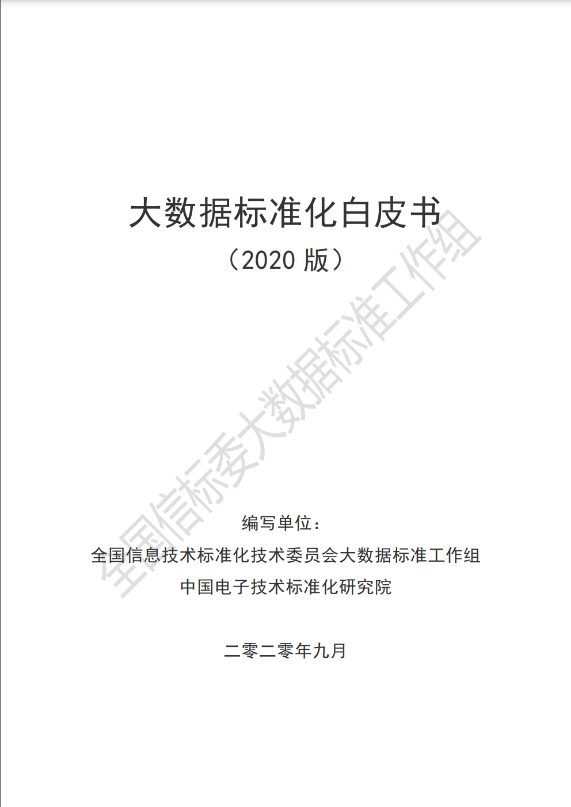 大数据标准化白皮书
（2020 版）
全国信标委大数据标准工作组
编写单位：
全国信息技术标准化技术委员会大数据标准工作组
中国电子技术标准化研究院
二零二零年九月